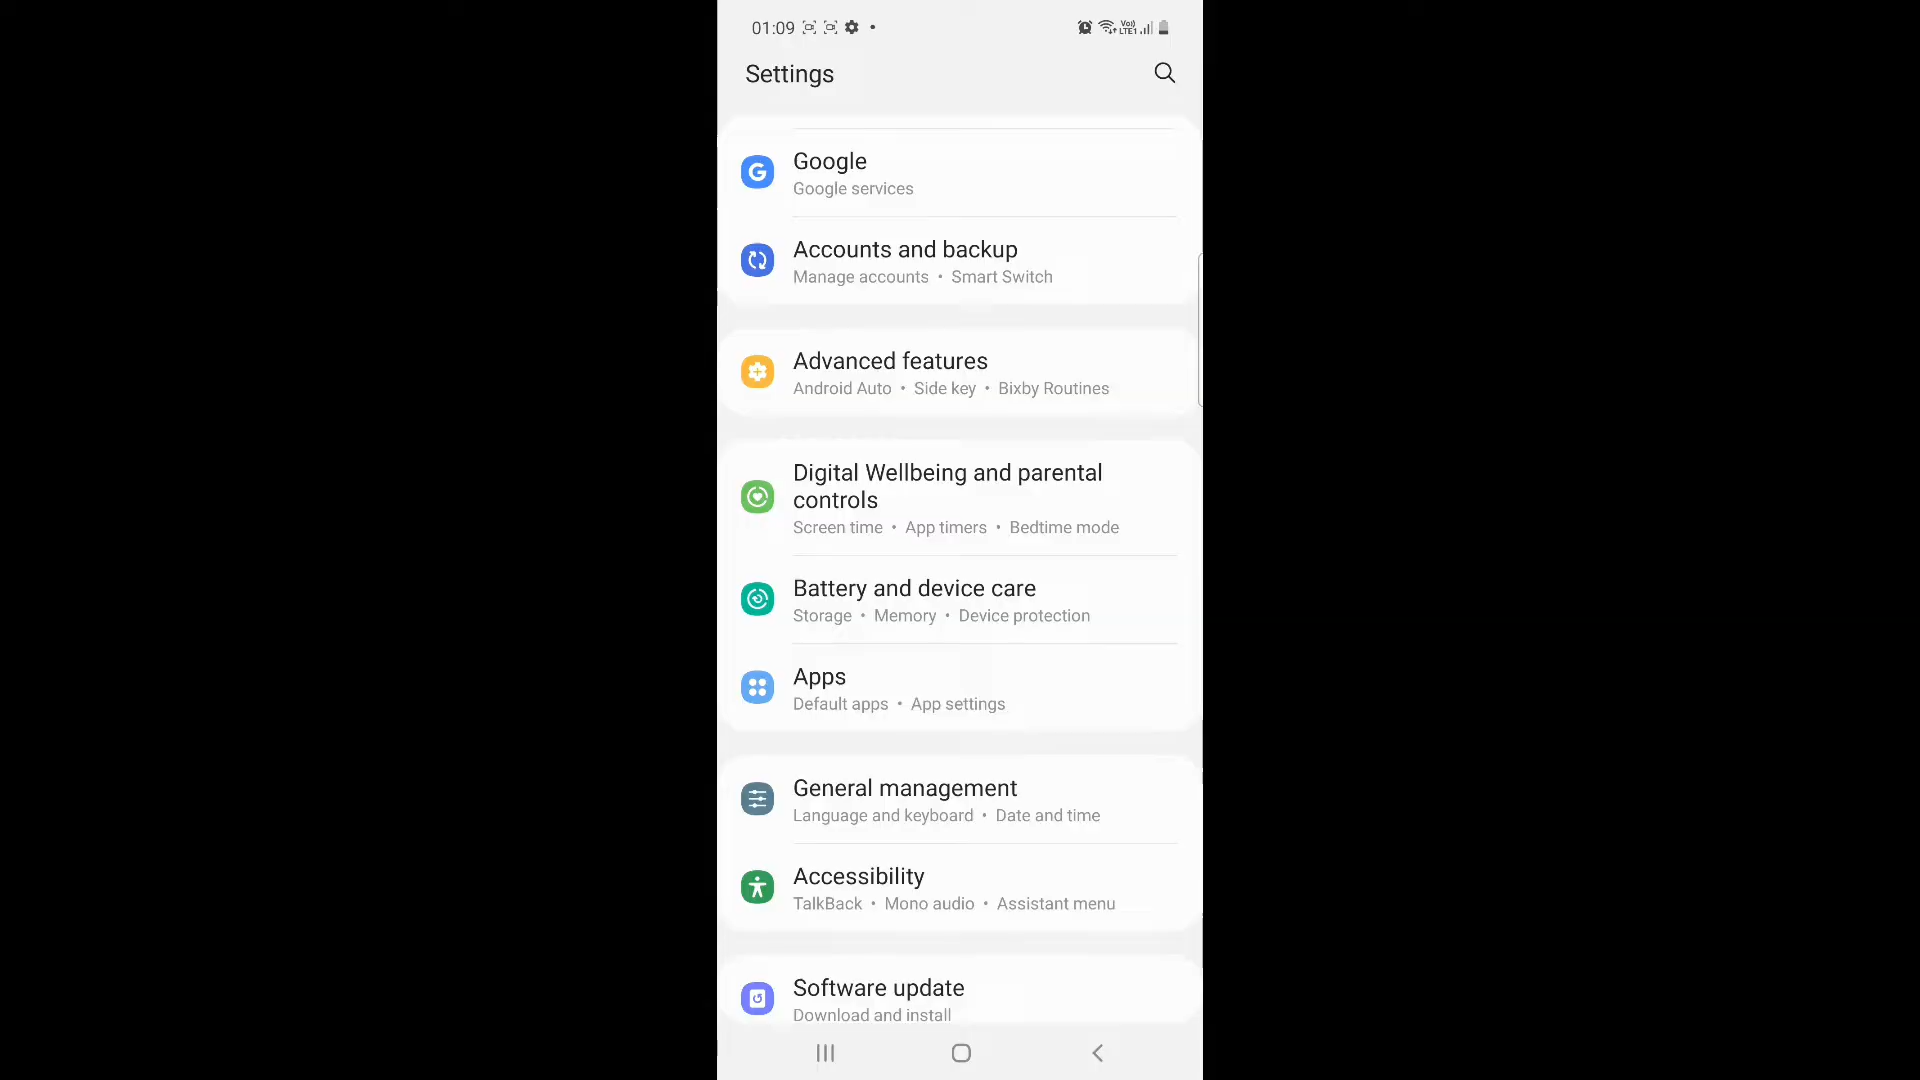 01:09
Vo)) LTE1
Settings
Google
Google services
Accounts and backup
Manage accounts • Smart Switch
Advanced features
Android Auto • Side key • Bixby Routines
Digital Wellbeing and parental
controls
Screen time • App timers • Bedtime mode
Battery and device care
Storage • Memory • Device protection
Apps
Default apps • App settings
General management
Language and keyboard • Date and time
Accessibility
TalkBack • Mono audio • Assistant menu
Software update
Download and install